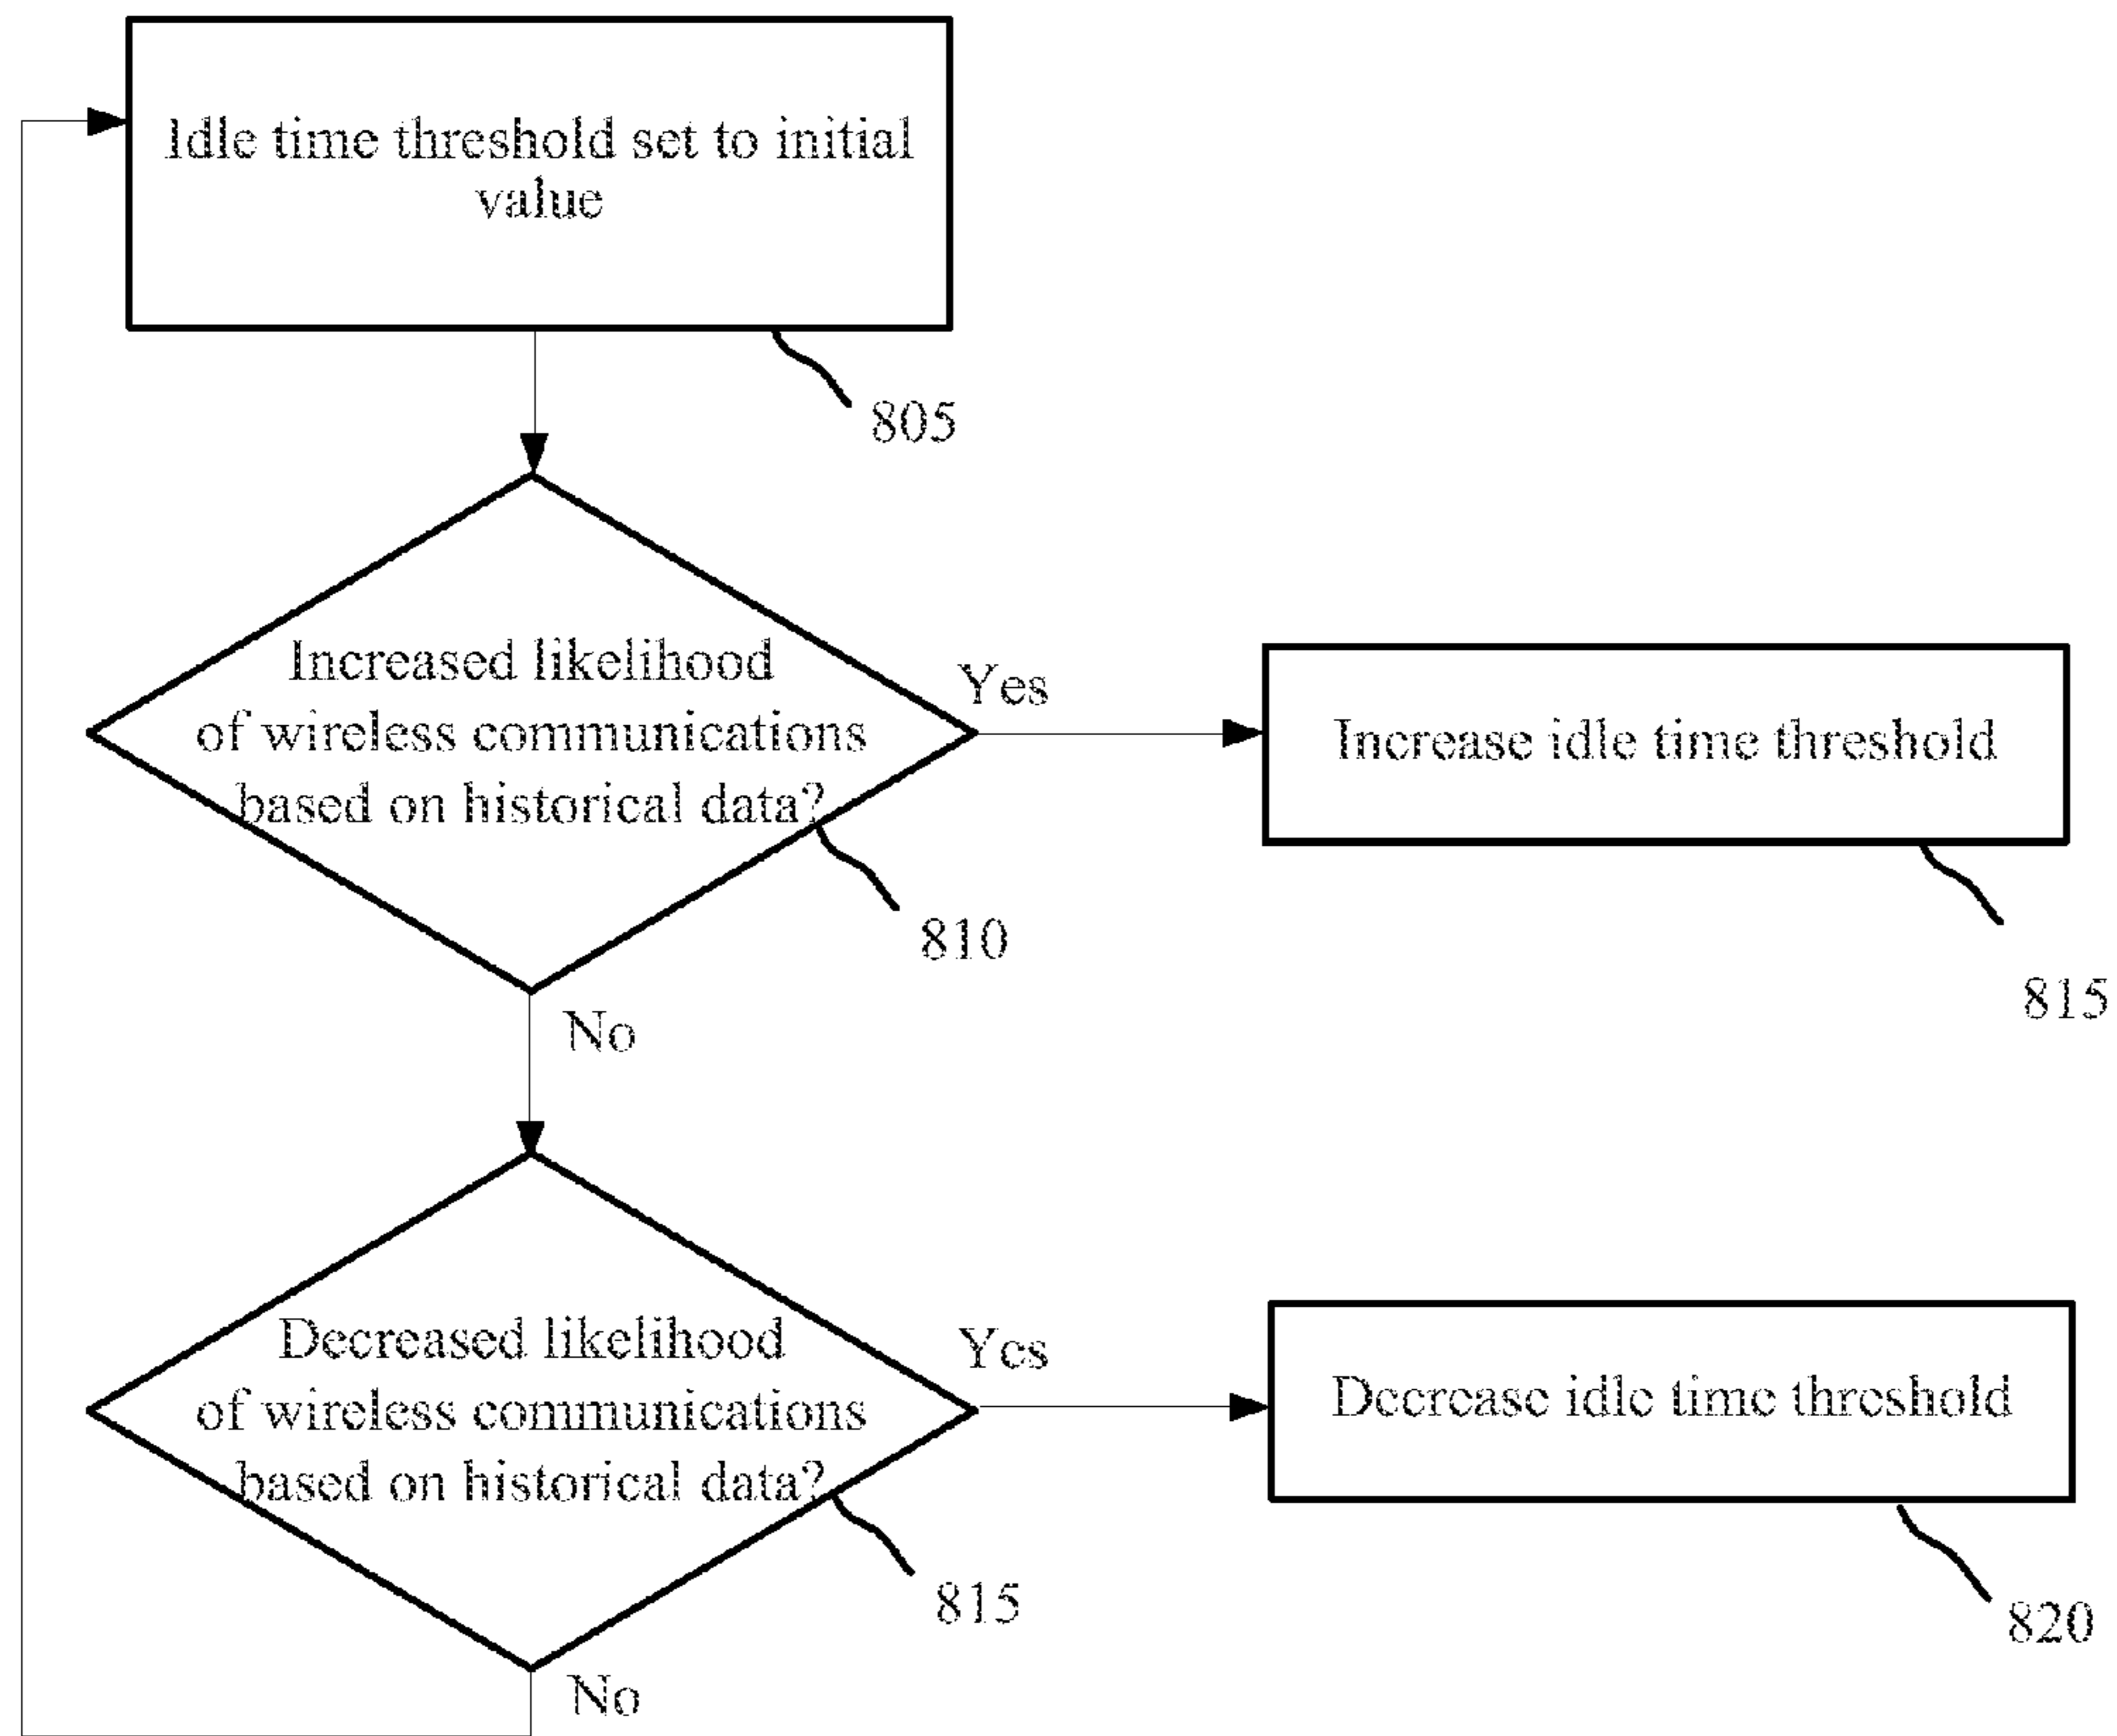 Idle time threshold set to initial
value
805
Increased likelihood
of wireless communications
based on historical data?
Yes
810
Increase idle time threshold
815
No
Decreased likelihood
of wireless communications
based on historical data?
Yes
815
Decrease idle time threshold
820
No